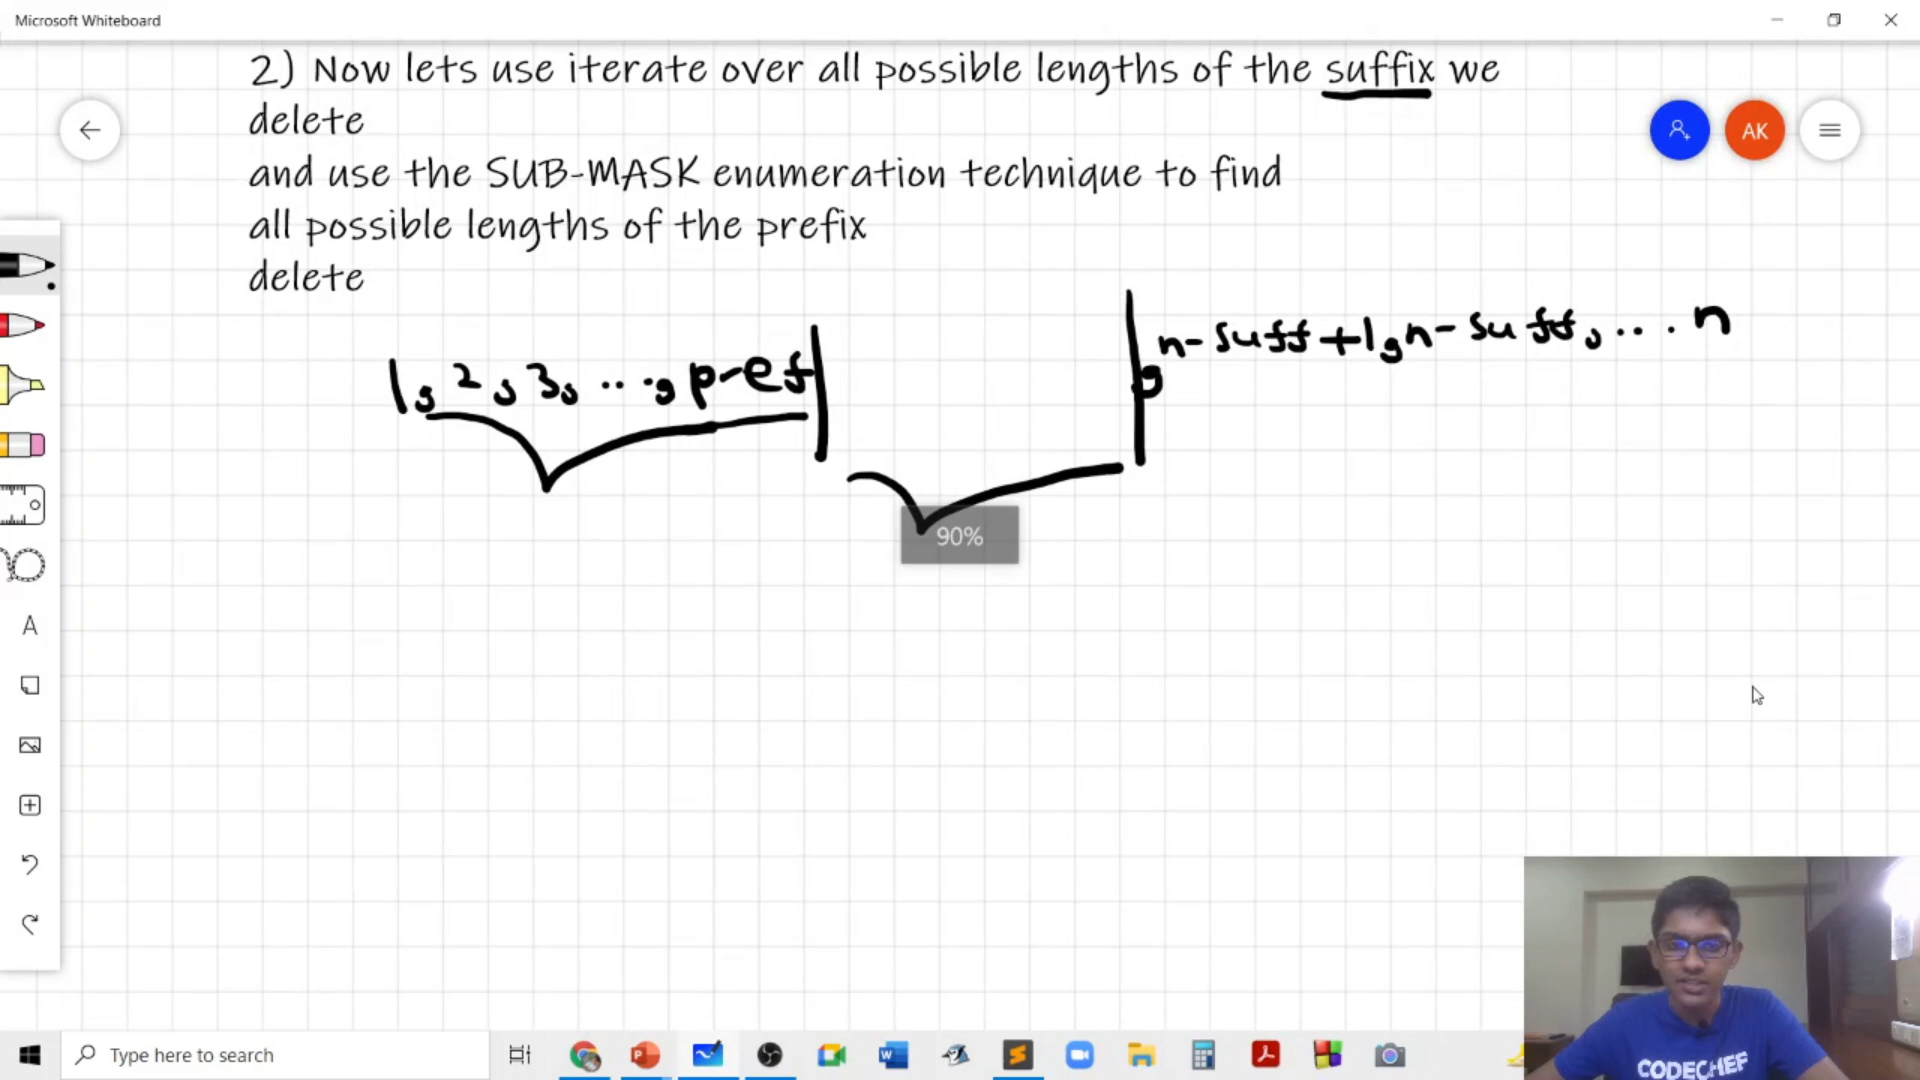 Microsoft Whiteboard
2) Now lets use iterate over all possible lengths of the suffix we
delete
and use the SUB-MASK enumeration technique to find
all possible lengths of the prefix
delete
AK
1, 2, 3, ..., pref
, n-suff+1, n-suff, ... n
90%
A
Type here to search
CODECHEF